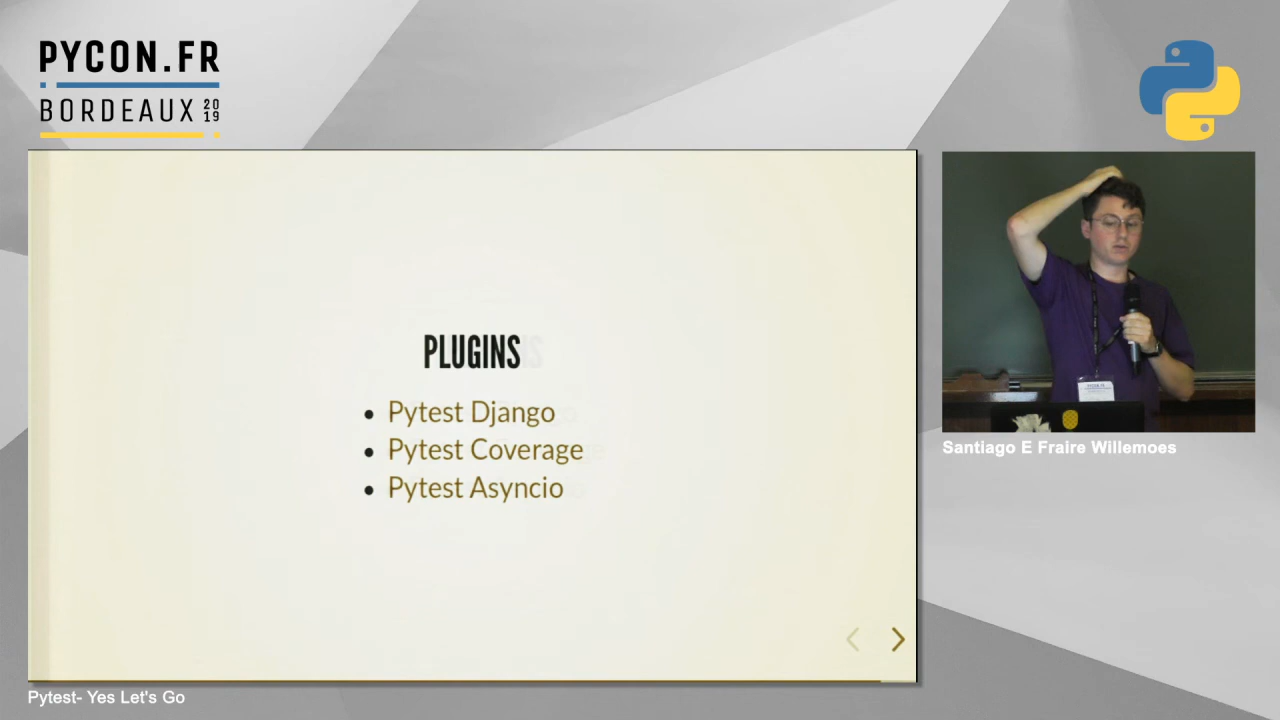 PYCON.FR
BORDEAUX 2019
PLUGINS
Pytest Django
Pytest Coverage
Pytest Asyncio
Santiago E Fraire Willemoes
Pytest- Yes Let's Go